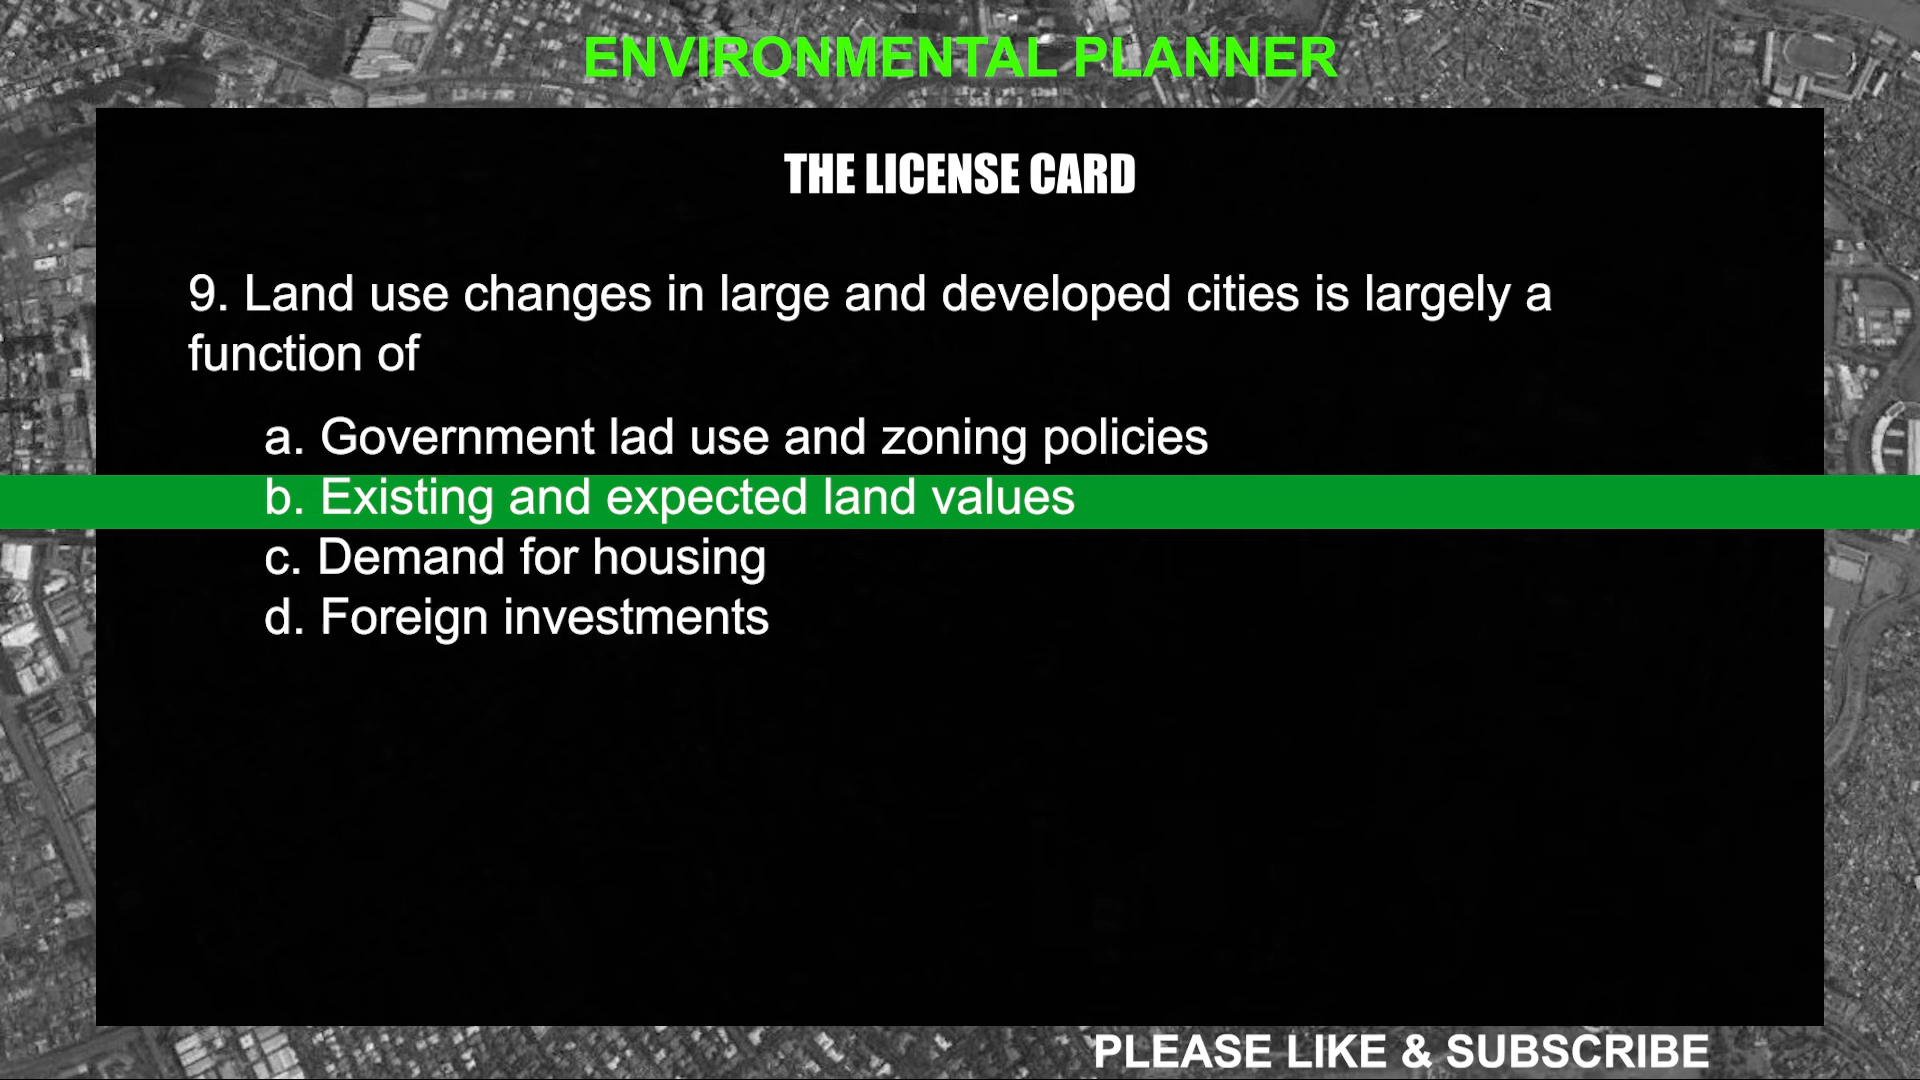 ENVIRONMENTAL PLANNER
THE LICENSE CARD
9. Land use changes in large and developed cities is largely a
function of
a. Government lad use and zoning policies
b. Existing and expected land values
c. Demand for housing
d. Foreign investments
PLEASE LIKE & SUBSCRIBE